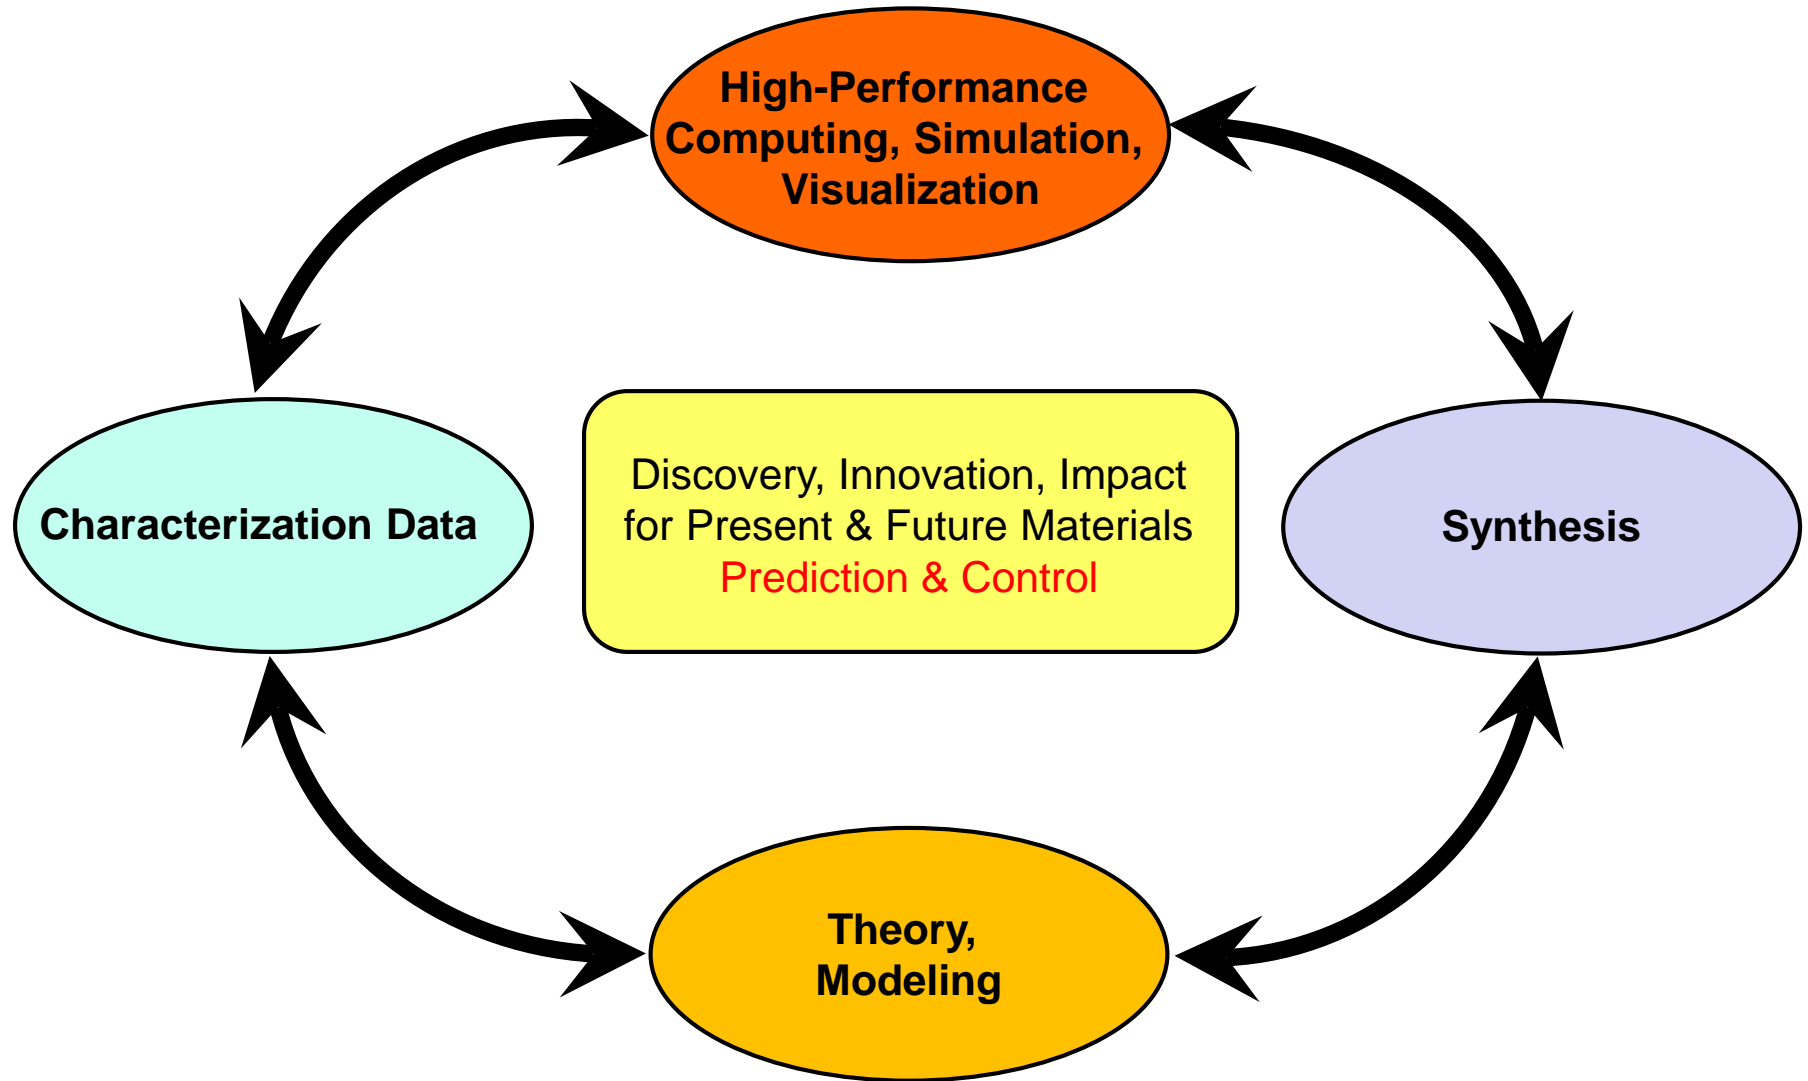 High-Performance
Computing, Simulation,
Visualization
Characterization Data
Discovery, Innovation, Impact
for Present & Future Materials
Prediction & Control
Synthesis
Theory,
Modeling